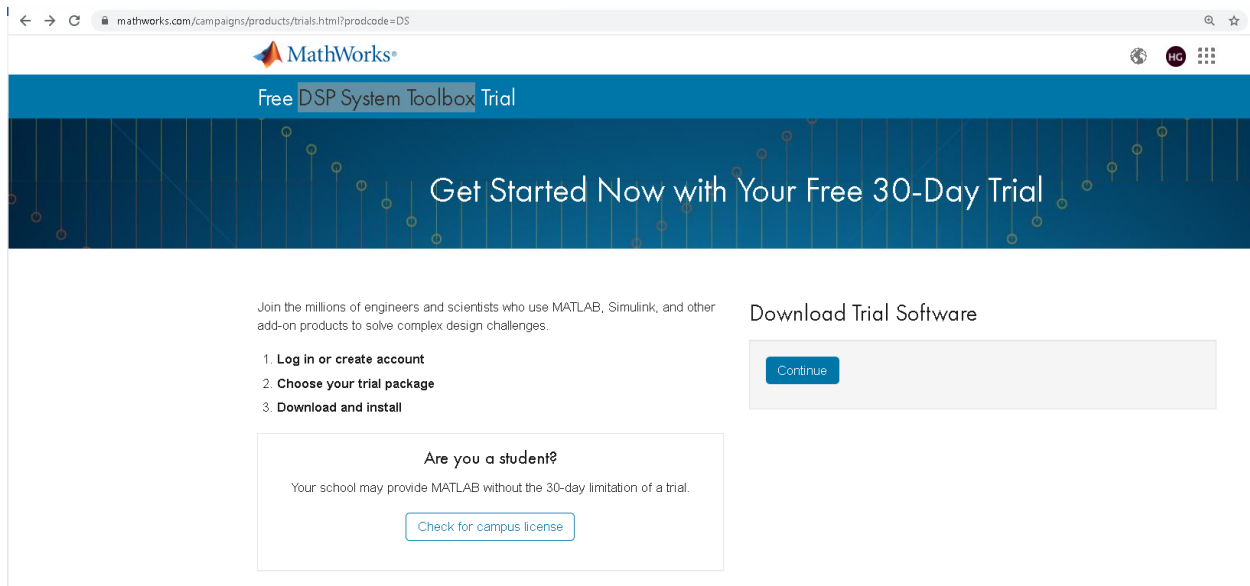 mathworks.com/campaigns/products/trials.html?prodcode=DS
MathWorks®
HG
Free DSP System Toolbox Trial
Get Started Now with Your Free 30-Day Trial
Join the millions of engineers and scientists who use MATLAB, Simulink, and other
add-on products to solve complex design challenges.
1. Log in or create account
2. Choose your trial package
3. Download and install
Are you a student?
Your school may provide MATLAB without the 30-day limitation of a trial.
Check for campus license
Download Trial Software
Continue